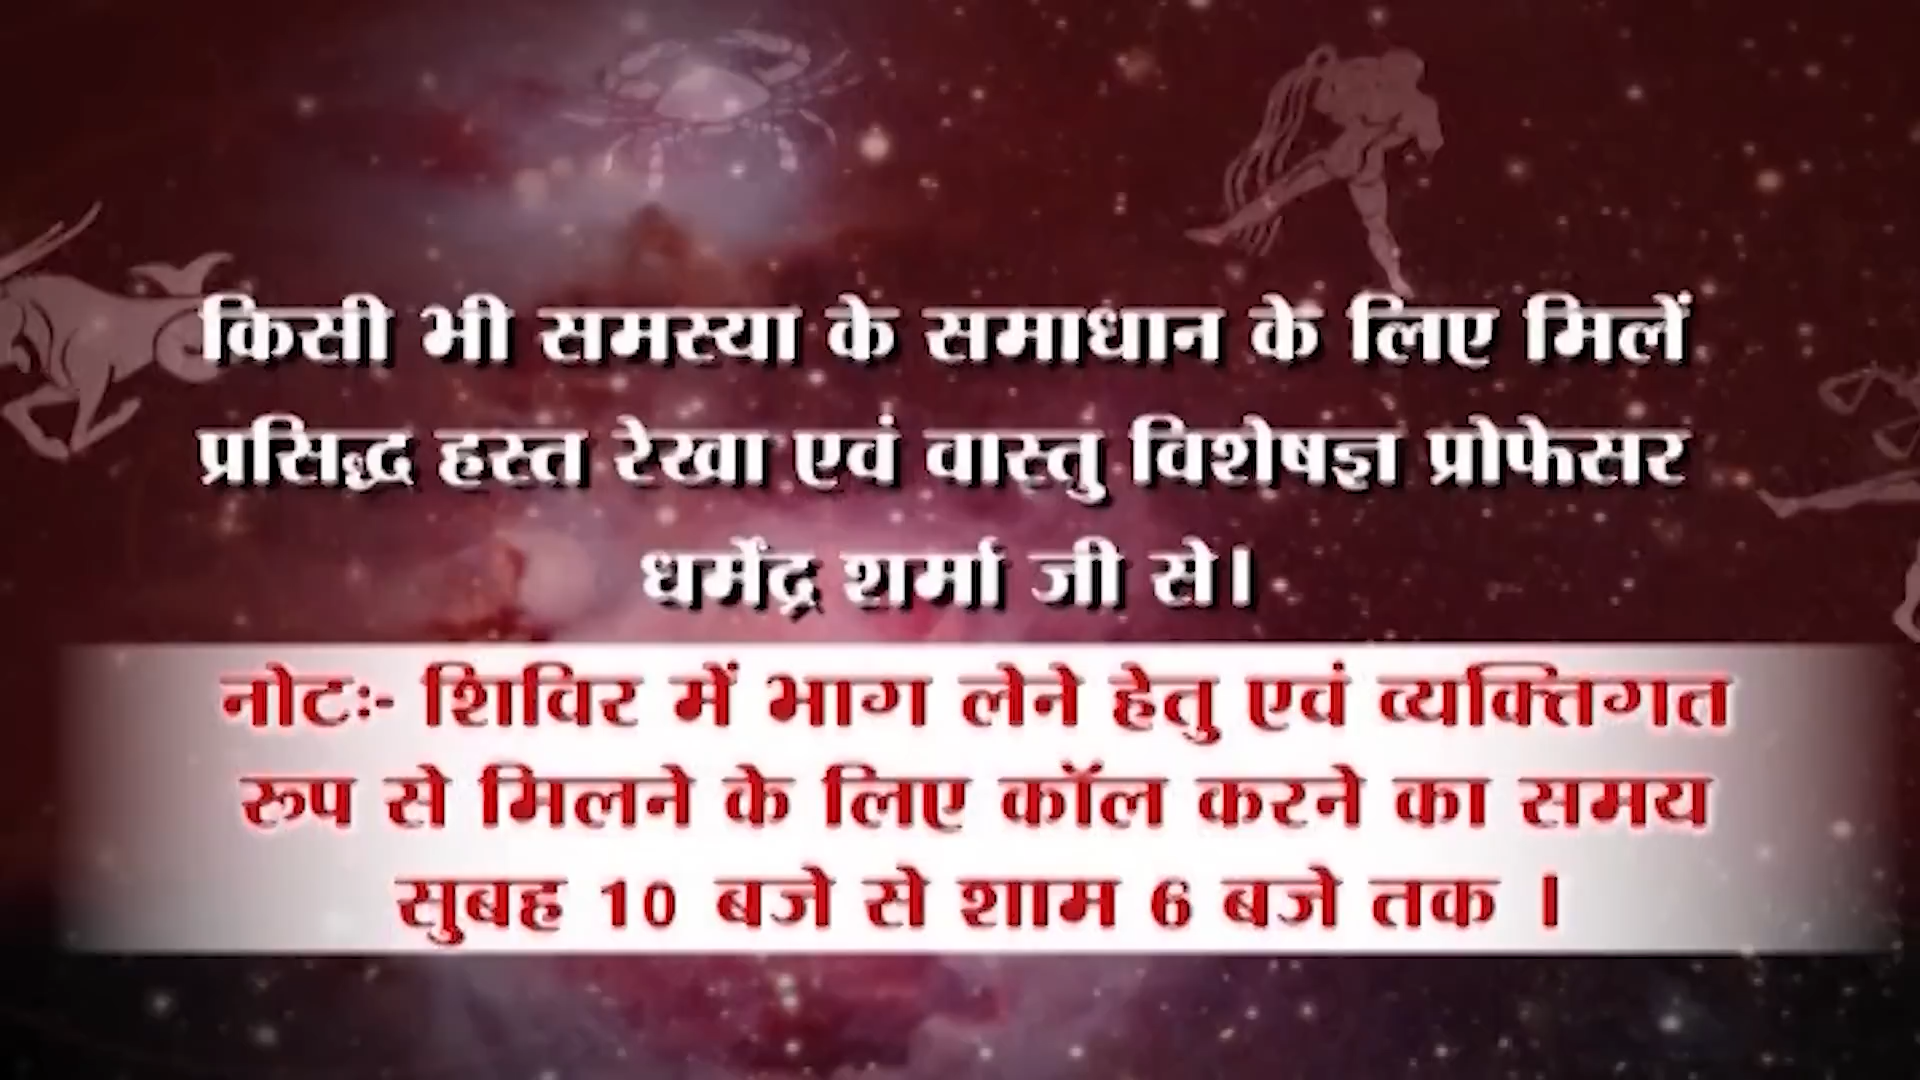 किसी भी समस्या के समाधान के लिए मिलें
प्रसिद्ध हस्त रेखा एवं वास्तु विशेषज्ञ प्रोफेसर
धर्मेंद्र शर्मा जी से।
नोटः- शिविर में भाग लेने हेतु एवं व्यक्तिगत
रूप से मिलने के लिए कॉल करने का समय
सुबह 10 बजे से शाम 6 बजे तक ।